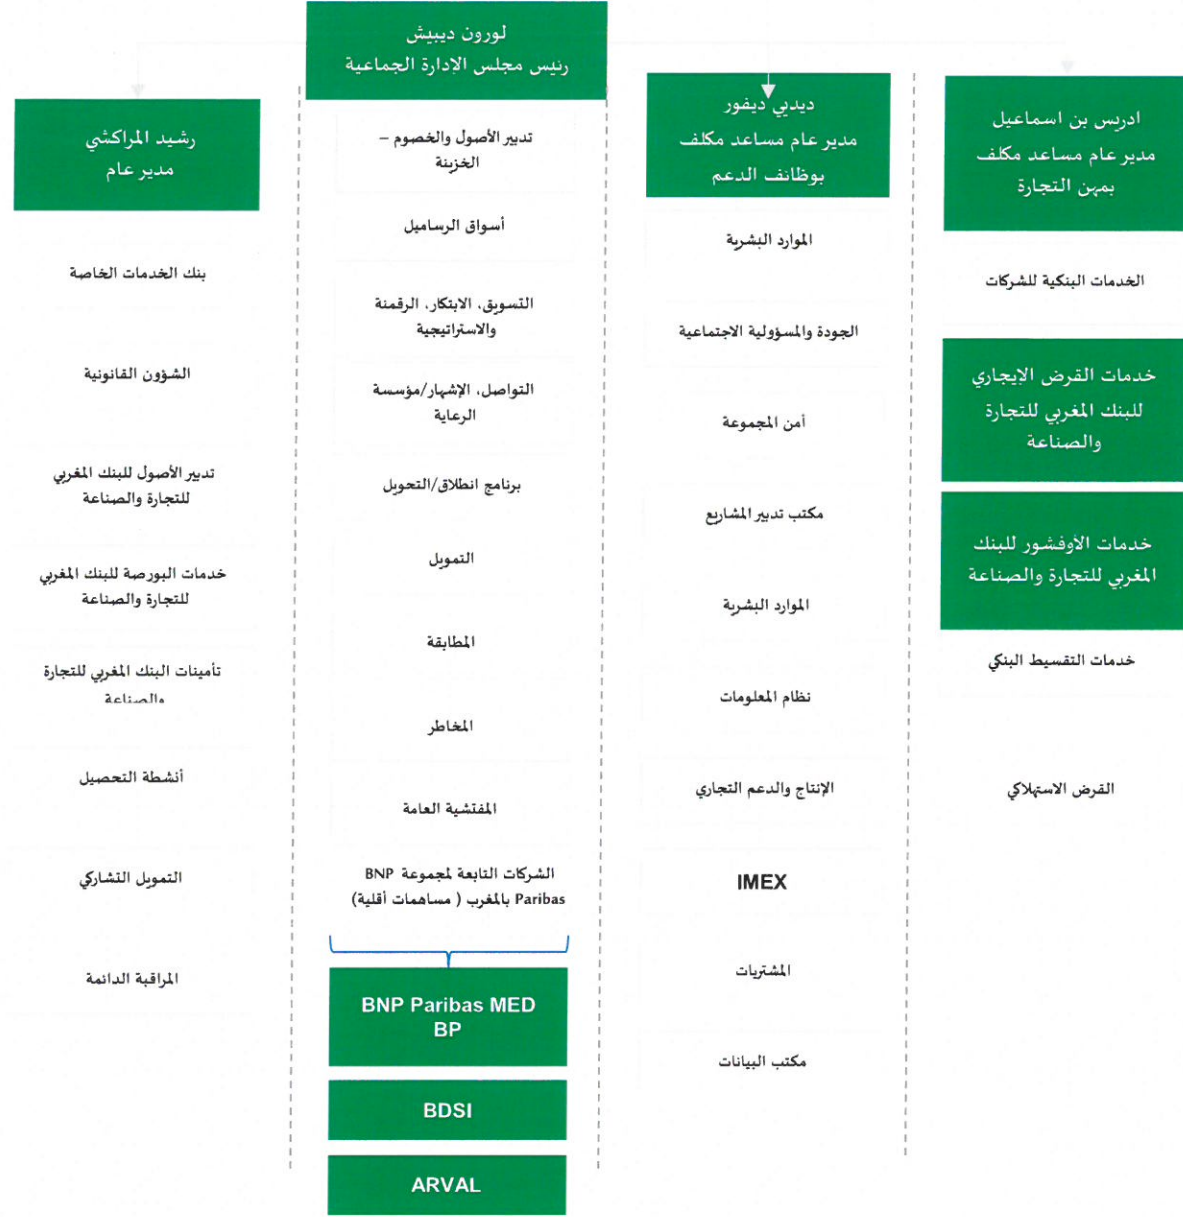 لورون ديبيش
رئيس مجلس الإدارة الجماعية
ادريس بن اسماعيل
مدير عام مساعد مكلف
بمهن التجارة
الخدمات البنكية للشركات
خدمات القرض الإيجاري
للبنك المغربي للتجارة
والصناعة
خدمات الأوفشور للبنك
المغربي للتجارة والصناعة
خدمات التقسيط البنكي
القرض الاستهلاكي
ديديي ديفور
مدير عام مساعد مكلف
بوظائف الدعم
الموارد البشرية
الجودة والمسؤولية الاجتماعية
أمن المجموعة
مكتب تدبير المشاريع
الموارد البشرية
نظام المعلومات
الإنتاج والدعم التجاري
IMEX
المشتريات
مكتب البيانات
تدبير الأصول والخصوم –
الخزينة
أسواق الرساميل
التسويق، الابتكار، الرقمنة
والاستراتيجية
التواصل، الإشهار/مؤسسة
الرعاية
برنامج انطلاق/التحويل
التمويل
المطابقة
المخاطر
المفتشية العامة
الشركات التابعة لمجموعة BNP
Paribas بالمغرب ( مساهمات أقلية)
BNP Paribas MED
BP
BDSI
ARVAL
رشيد المراكشي
مدير عام
بنك الخدمات الخاصة
الشؤون القانونية
تدبير الأصول للبنك المغربي
للتجارة والصناعة
خدمات البورصة للبنك المغربي
للتجارة والصناعة
تأمينات البنك المغربي للتجارة
والصناعة
أنشطة التحصيل
التمويل التشاركي
المراقبة الدائمة